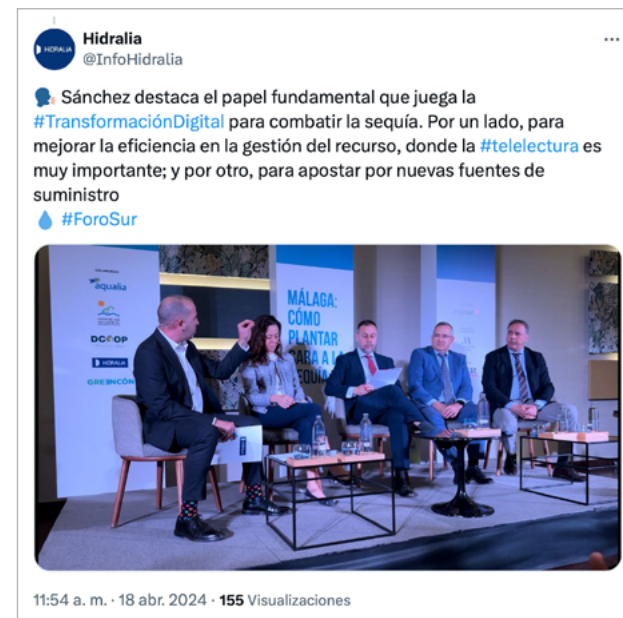 Hidralia
@InfoHidralia
HIDRALIA
Sánchez destaca el papel fundamental que juega la
#TransformaciónDigital para combatir la sequía. Por un lado, para
mejorar la eficiencia en la gestión del recurso, donde la #telelectura es
muy importante; y por otro, para apostar por nuevas fuentes de
suministro
#ForoSur
aqualia
DCOOP
HIDRALIA
GREENCON
MÁLAGA:
CÓMO
PLANTAR
CARA A LA
SEQUÍA
11:54 a. m. · 18 abr. 2024 · 155 Visualizaciones